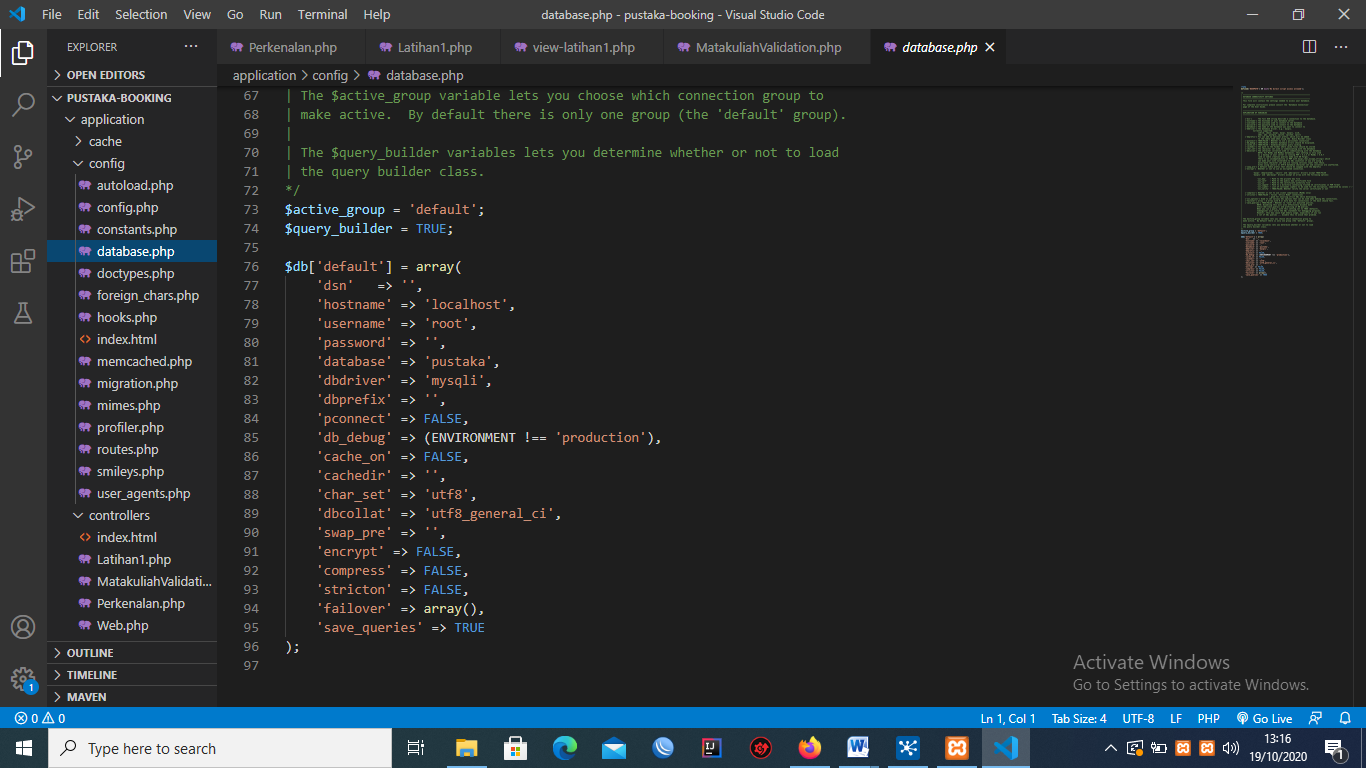 File Edit Selection View Go Run Terminal Help
database.php - pustaka-booking - Visual Studio Code
EXPLORER ...
OPEN EDITORS
PUSTAKA-BOOKING
application
cache
config
autoload.php
config.php
constants.php
database.php
doctypes.php
foreign_chars.php
hooks.php
index.html
memcached.php
migration.php
mimes.php
profiler.php
routes.php
smileys.php
user_agents.php
controllers
index.html
Latihan1.php
MatakuliahValidati...
Perkenalan.php
Web.php
OUTLINE
TIMELINE
MAVEN
Perkenalan.php Latihan1.php view-latihan1.php MatakuliahValidation.php database.php
application > config > database.php
67 | The $active_group variable lets you choose which connection group to
68 | make active.  By default there is only one group (the 'default' group).
69 |
70 | The $query_builder variables lets you determine whether or not to load
71 | the query builder class.
72 */
73 $active_group = 'default';
74 $query_builder = TRUE;
75
76 $db['default'] = array(
77     'dsn'   => '',
78     'hostname' => 'localhost',
79     'username' => 'root',
80     'password' => '',
81     'database' => 'pustaka',
82     'dbdriver' => 'mysqli',
83     'dbprefix' => '',
84     'pconnect' => FALSE,
85     'db_debug' => (ENVIRONMENT !== 'production'),
86     'cache_on' => FALSE,
87     'cachedir' => '',
88     'char_set' => 'utf8',
89     'dbcollat' => 'utf8_general_ci',
90     'swap_pre' => '',
91     'encrypt' => FALSE,
92     'compress' => FALSE,
93     'stricton' => FALSE,
94     'failover' => array(),
95     'save_queries' => TRUE
96 );
97
Activate Windows
Go to Settings to activate Windows.
1
0 0 Ln 1, Col 1 Tab Size: 4 UTF-8 LF PHP Go Live
Type here to search
13:16
19/10/2020
1